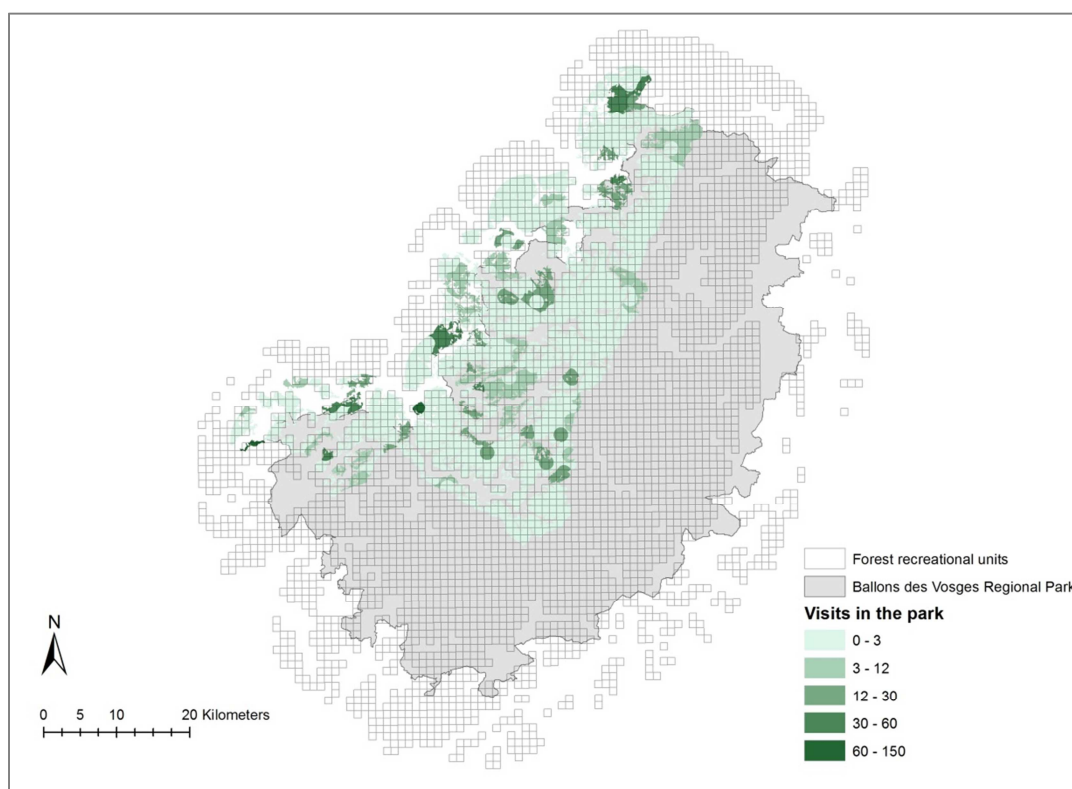 Forest recreational units
Ballons des Vosges Regional Park
Visits in the park
0 - 3
3 - 12
12 - 30
30 - 60
60 - 150
N
0 5 10 20 Kilometers